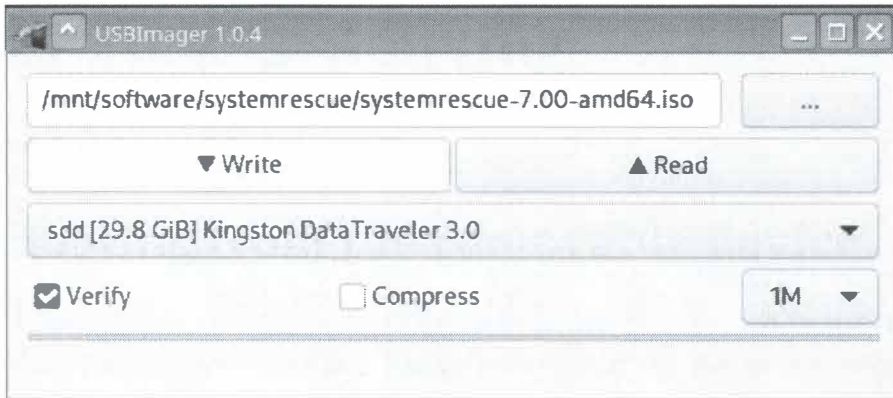 USBImager 1.0.4
/mnt/software/systemrescue/systemrescue-7.00-amd64.iso ...
▼ Write ▲ Read
sdd [29.8 GiB] Kingston DataTraveler 3.0
Verify Compress 1M